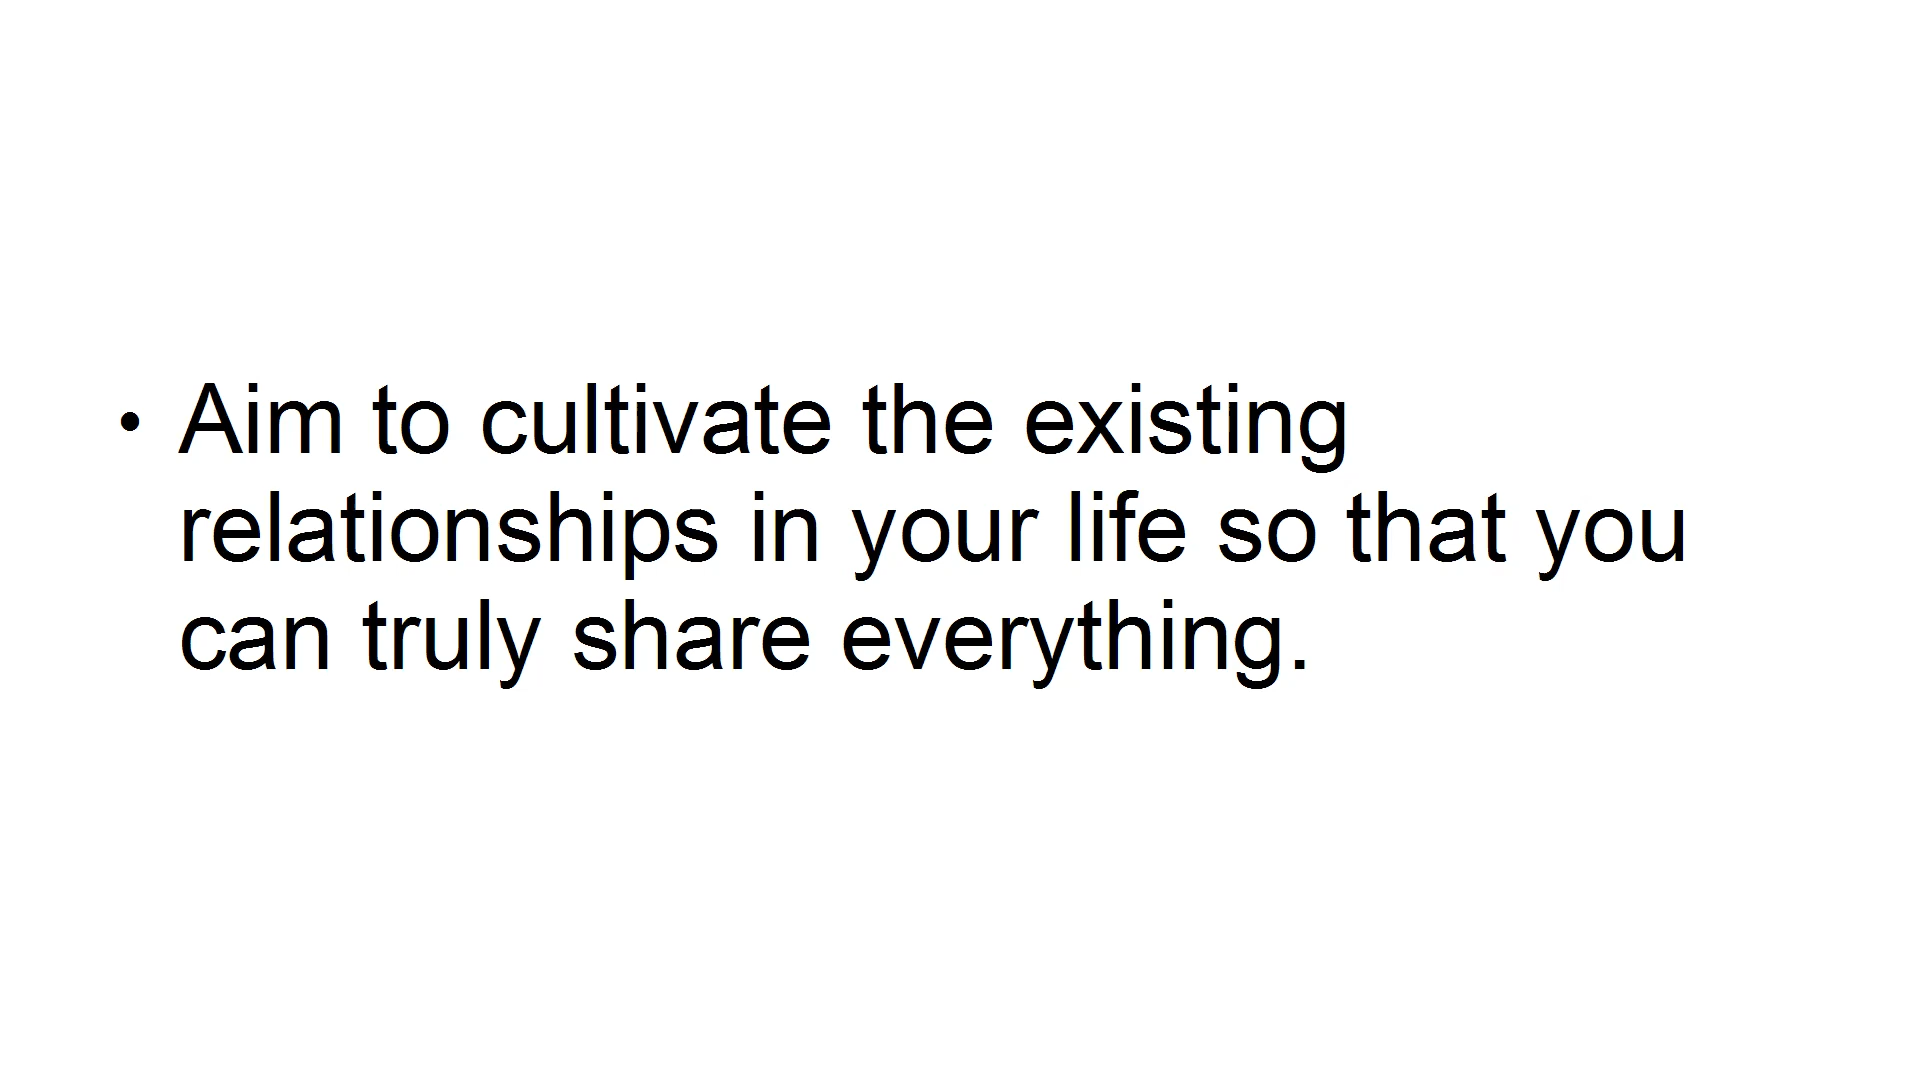 • Aim to cultivate the existing
relationships in your life so that you
can truly share everything.